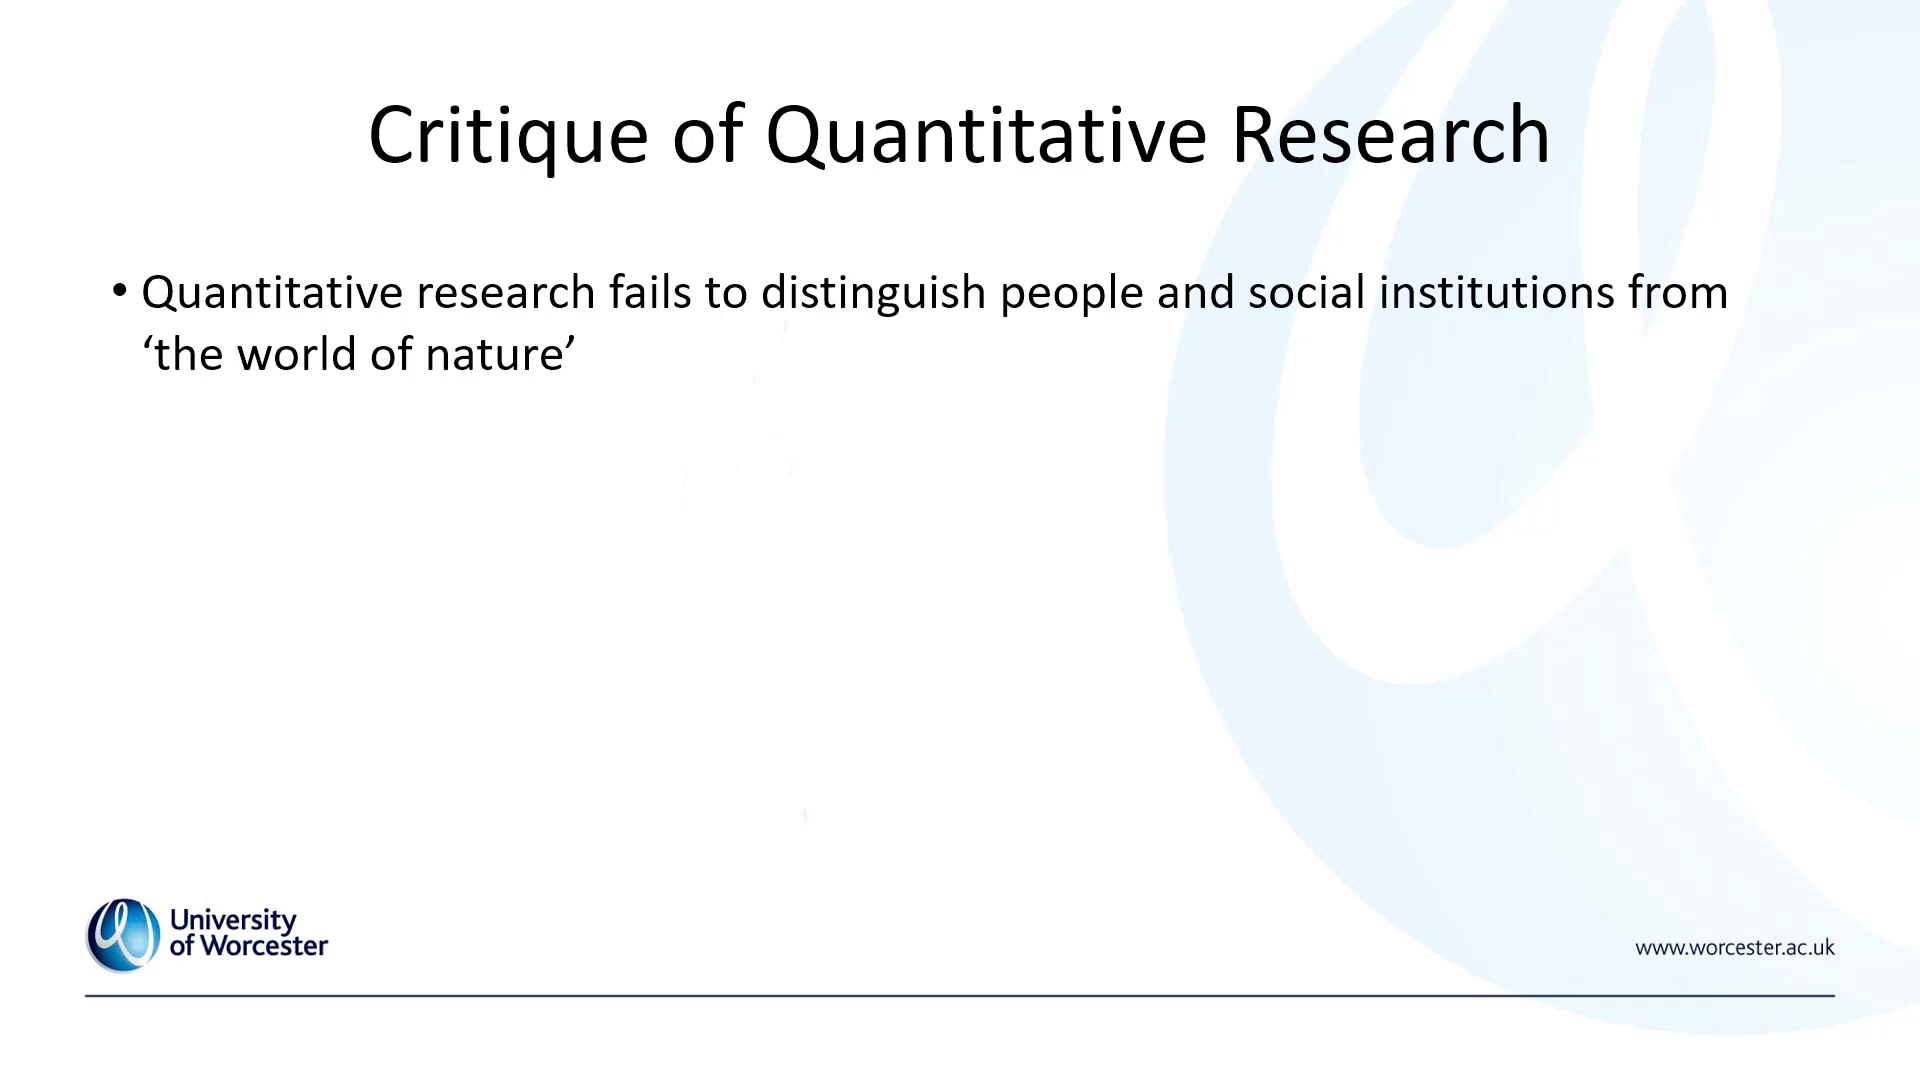 Critique of Quantitative Research
• Quantitative research fails to distinguish people and social institutions from
‘the world of nature’
University
of Worcester
www.worcester.ac.uk